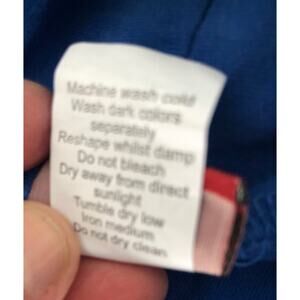 Machine wash cold
Wash dark colors
separately
Reshape whilst damp
Do not bleach
Dry away from direct
sunlight
Tumble dry low
Iron medium
Do not dry clean